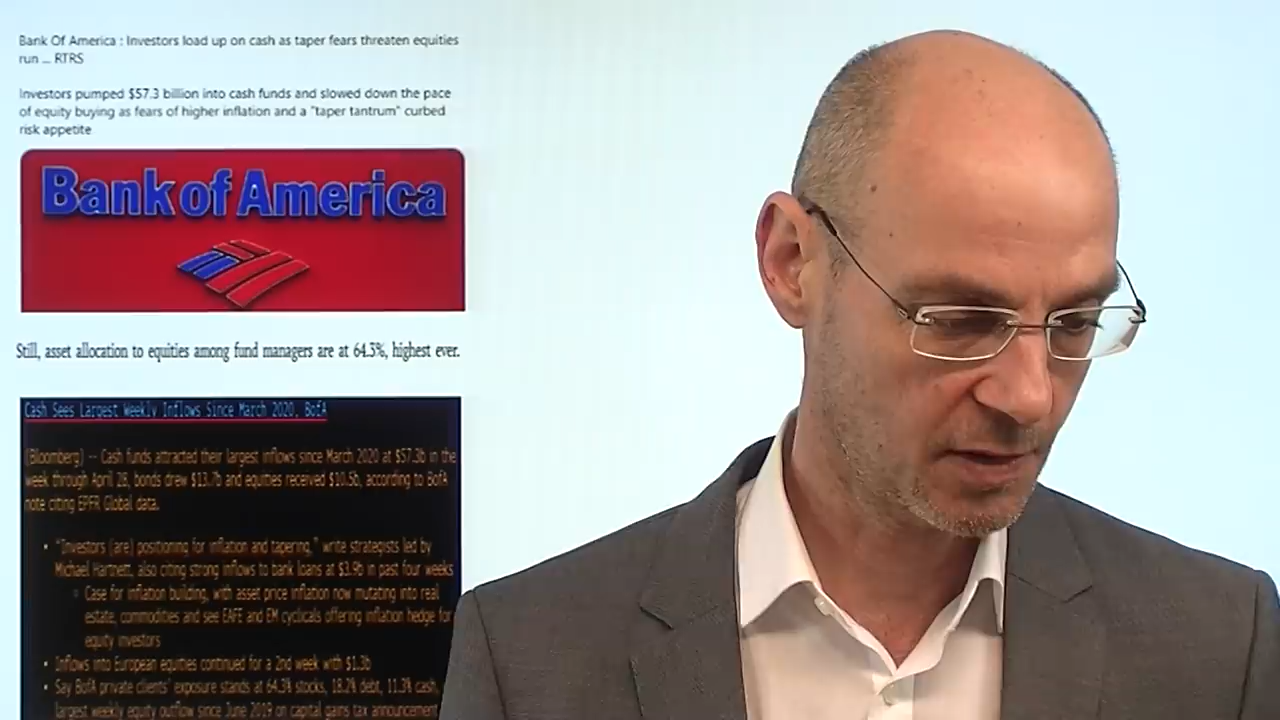 Bank Of America : Investors load up on cash as taper fears threaten equities
run ... RTRS
Investors pumped $57.3 billion into cash funds and slowed down the pace
of equity buying as fears of higher inflation and a "taper tantrum" curbed
risk appetite
Bank of America
Still, asset allocation to equities among fund managers are at 64.3%, highest ever.
Cash Sees Largest Weekly Inflows Since March 2020, BofA
(Bloomberg) -- Cash funds attracted their largest inflows since March 2020 at $57.3b in the
week through April 28, bonds drew $13.7b and equities received $10.5b, according to BofA
note citing EPFR Global data.
• "Investors (are) positioning for inflation and tapering," write strategists led by
Michael Hartnett, also citing strong inflows to bank loans at $3.9b in past four weeks
Case for inflation building, with asset price inflation now mutating into real
estate, commodities and see EAFE and EM cyclicals offering inflation hedge for
equity investors
• Inflows into European equities continued for a 2nd week with $1.3b
• Say BofA private clients' exposure stands at 64.3% stocks, 18.2% debt, 11.3% cash,
largest weekly equity outflow since June 2019 on capital gains tax announcement